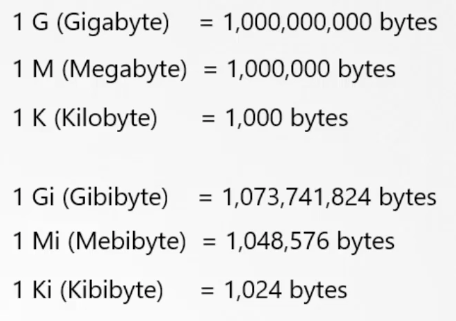 1 G (Gigabyte) = 1,000,000,000 bytes
1 M (Megabyte) = 1,000,000 bytes
1 K (Kilobyte) = 1,000 bytes
1 Gi (Gibibyte) = 1,073,741,824 bytes
1 Mi (Mebibyte) = 1,048,576 bytes
1 Ki (Kibibyte) = 1,024 bytes